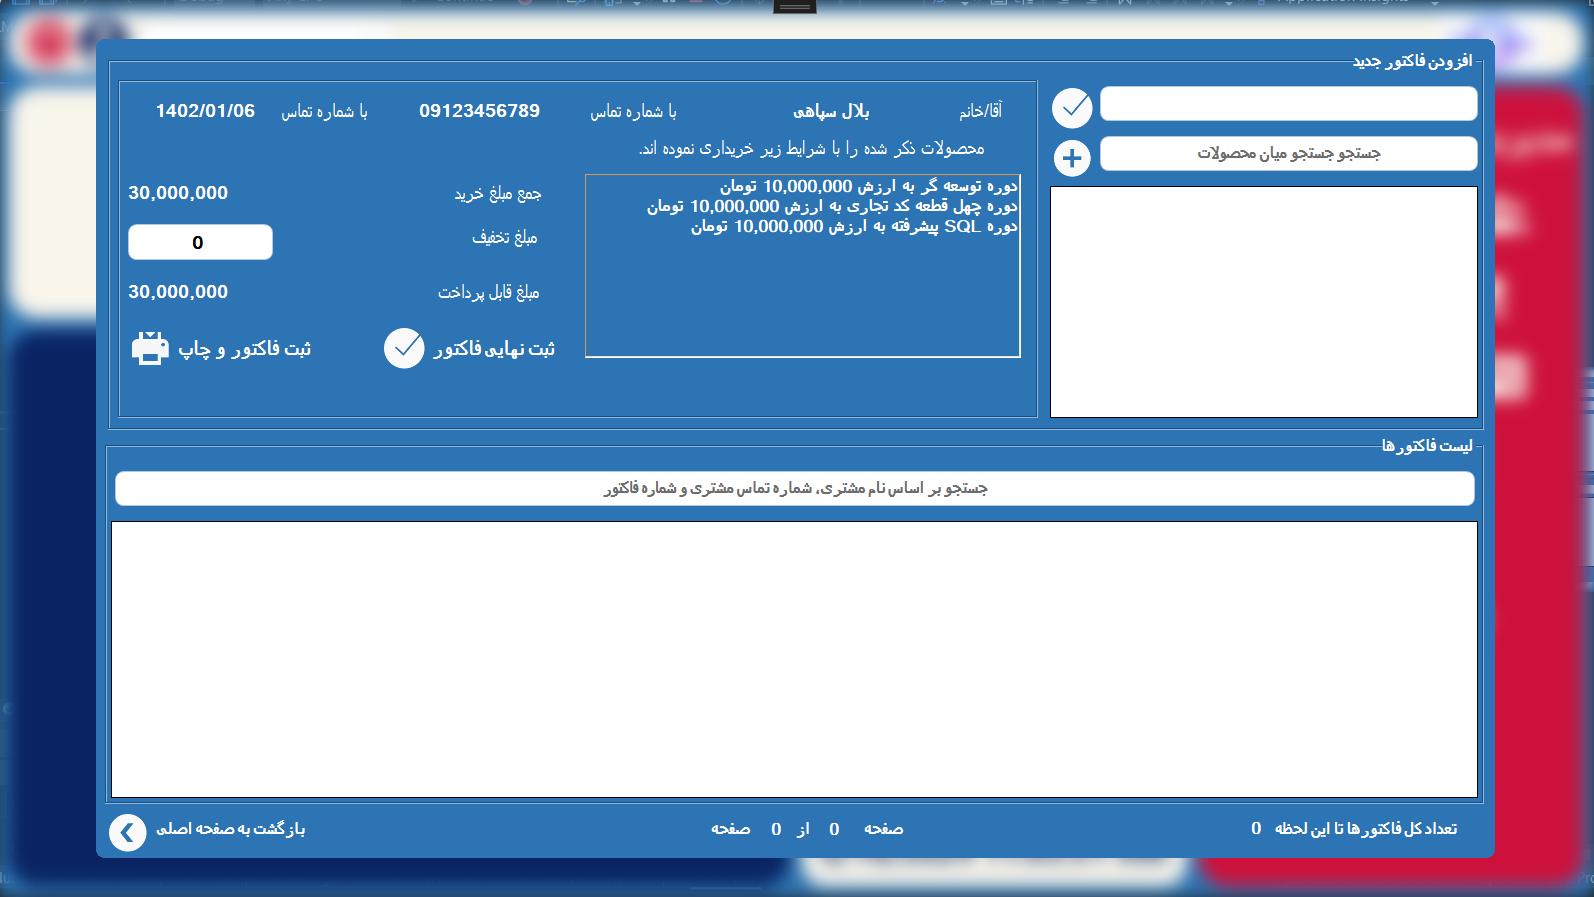 افزودن فاکتور جدید
جستجو جستجو میان محصولات
آقا/خانم بلال سپاهی با شماره تماس 09123456789 با شماره تماس 1402/01/06
محصولات ذکر شده را با شرایط زیر خریداری نموده اند.
دوره توسعه گر به ارزش 10,000,000 تومان
دوره چهل قطعه کد تجاری به ارزش 10,000,000 تومان
دوره SQL پیشرفته به ارزش 10,000,000 تومان
جمع مبلغ خرید 30,000,000
مبلغ تخفیف 0
مبلغ قابل پرداخت 30,000,000
ثبت نهایی فاکتور ثبت فاکتور و چاپ
لیست فاکتورها
جستجو بر اساس نام مشتری، شماره تماس مشتری و شماره فاکتور
تعداد کل فاکتورها تا این لحظه 0 صفحه 0 از 0 صفحه بازگشت به صفحه اصلی